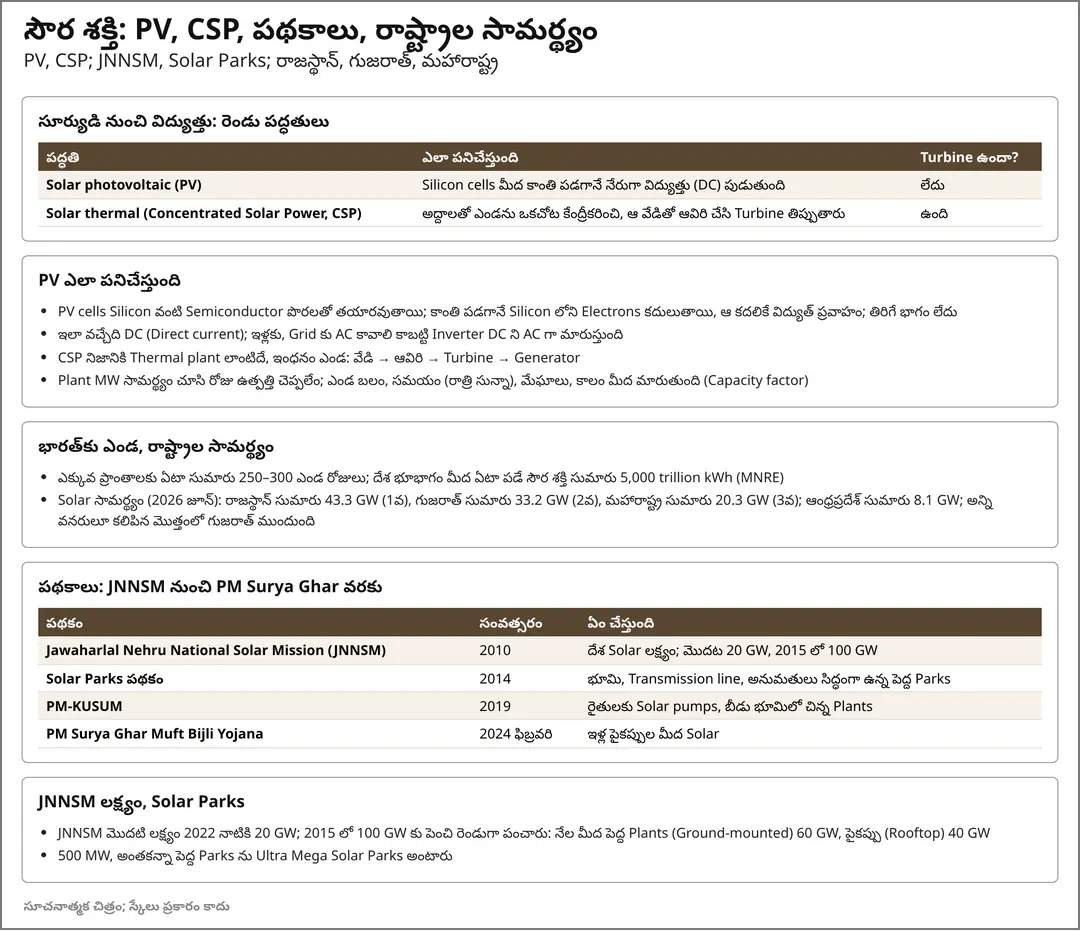 సౌర శక్తి: PV, CSP, పథకాలు, రాష్ట్రాల సామర్థ్యం
PV, CSP; JNNSM, Solar Parks; రాజస్థాన్, గుజరాత్, మహారాష్ట్ర
సూర్యుడి నుంచి విద్యుత్తు: రెండు పద్ధతులు
పద్ధతి ఎలా పనిచేస్తుంది Turbine ఉందా?
Solar photovoltaic (PV) Silicon cells మీద కాంతి పడగానే నేరుగా విద్యుత్తు (DC) పుడుతుంది లేదు
Solar thermal (Concentrated Solar Power, CSP) అద్దాలతో ఎండను ఒకచోట కేంద్రీకరించి, ఆ వేడితో ఆవిరి చేసి Turbine తిప్పుతారు ఉంది
PV ఎలా పనిచేస్తుంది
• PV cells Silicon వంటి Semiconductor పొరలతో తయారవుతాయి; కాంతి పడగానే Silicon లోని Electrons కదులుతాయి, ఆ కదలికే విద్యుత్ ప్రవాహం; తిరిగే భాగం లేదు
• ఇలా వచ్చేది DC (Direct current); ఇళ్లకు, Grid కు AC కావాలి కాబట్టి Inverter DC ని AC గా మారుస్తుంది
• CSP నిజానికి Thermal plant లాంటిదే, ఇంధనం ఎండ: వేడి → ఆవిరి → Turbine → Generator
• Plant MW సామర్థ్యం చూసి రోజు ఉత్పత్తి చెప్పలేం; ఎండ బలం, సమయం (రాత్రి సున్నా), మేఘాలు, కాలం మీద మారుతుంది (Capacity factor)
భారత్‌కు ఎండ, రాష్ట్రాల సామర్థ్యం
• ఎక్కువ ప్రాంతాలకు ఏటా సుమారు 250–300 ఎండ రోజులు; దేశ భూభాగం మీద ఏటా పడే సౌర శక్తి సుమారు 5,000 trillion kWh (MNRE)
• Solar సామర్థ్యం (2026 జూన్): రాజస్థాన్ సుమారు 43.3 GW (1వ), గుజరాత్ సుమారు 33.2 GW (2వ), మహారాష్ట్ర సుమారు 20.3 GW (3వ); ఆంధ్రప్రదేశ్ సుమారు 8.1 GW; అన్ని
వనరులూ కలిపిన మొత్తంలో గుజరాత్ ముందుంది
పథకాలు: JNNSM నుంచి PM Surya Ghar వరకు
పథకం సంవత్సరం ఏం చేస్తుంది
Jawaharlal Nehru National Solar Mission (JNNSM) 2010 దేశ Solar లక్ష్యం; మొదట 20 GW, 2015 లో 100 GW
Solar Parks పథకం 2014 భూమి, Transmission line, అనుమతులు సిద్ధంగా ఉన్న పెద్ద Parks
PM-KUSUM 2019 రైతులకు Solar pumps, బీడు భూమిలో చిన్న Plants
PM Surya Ghar Muft Bijli Yojana 2024 ఫిబ్రవరి ఇళ్ల పైకప్పుల మీద Solar
JNNSM లక్ష్యం, Solar Parks
• JNNSM మొదటి లక్ష్యం 2022 నాటికి 20 GW; 2015 లో 100 GW కు పెంచి రెండుగా పంచారు: నేల మీద పెద్ద Plants (Ground-mounted) 60 GW, పైకప్పు (Rooftop) 40 GW
• 500 MW, అంతకన్నా పెద్ద Parks ను Ultra Mega Solar Parks అంటారు
సూచనాత్మక చిత్రం; స్కేలు ప్రకారం కాదు